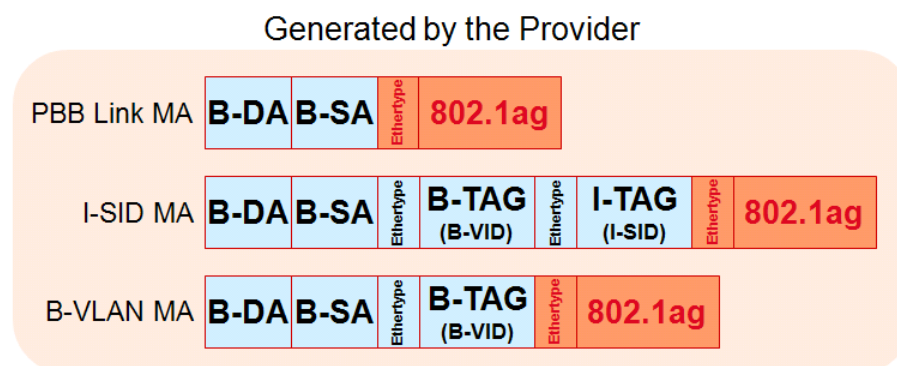 Generated by the Provider
PBB Link MA B-DA B-SA Ethertype 802.1ag
I-SID MA B-DA B-SA Ethertype B-TAG (B-VID) Ethertype I-TAG (I-SID) Ethertype 802.1ag
B-VLAN MA B-DA B-SA Ethertype B-TAG (B-VID) Ethertype 802.1ag